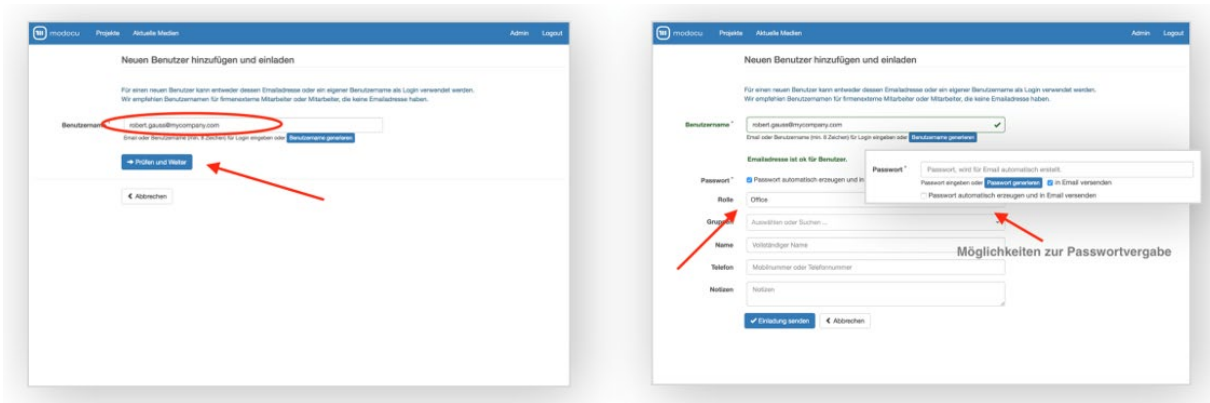 modocu Projekte Aktuelle Medien Admin Logout
Neuen Benutzer hinzufügen und einladen
Für einen neuen Benutzer kann entweder dessen Emailadresse oder ein eigener Benutzername als Login verwendet werden.
Wir empfehlen Benutzernamen für firmenexterne Mitarbeiter oder Mitarbeiter, die keine Emailadresse haben.
Benutzername robert.gauss@mycompany.com
Email oder Benutzername (min. 8 Zeichen) für Login eingeben oder Benutzername generieren
Prüfen und Weiter
Abbrechen
modocu Projekte Aktuelle Medien Admin Logout
Neuen Benutzer hinzufügen und einladen
Für einen neuen Benutzer kann entweder dessen Emailadresse oder ein eigener Benutzername als Login verwendet werden.
Wir empfehlen Benutzernamen für firmenexterne Mitarbeiter oder Mitarbeiter, die keine Emailadresse haben.
Benutzername * robert.gauss@mycompany.com
Email oder Benutzername (min. 8 Zeichen) für Login eingeben oder Benutzername generieren
Emailadresse ist ok für Benutzer.
Passwort * Passwort automatisch erzeugen und in
Passwort * Passwort, wird für Email automatisch erstellt.
Passwort eingeben oder Passwort generieren in Email versenden
Passwort automatisch erzeugen und in Email versenden
Rolle Office
Gruppen Auswählen oder Suchen ...
Möglichkeiten zur Passwortvergabe
Name Vollständiger Name
Telefon Mobilnummer oder Telefonnummer
Notizen Notizen
Einladung senden Abbrechen